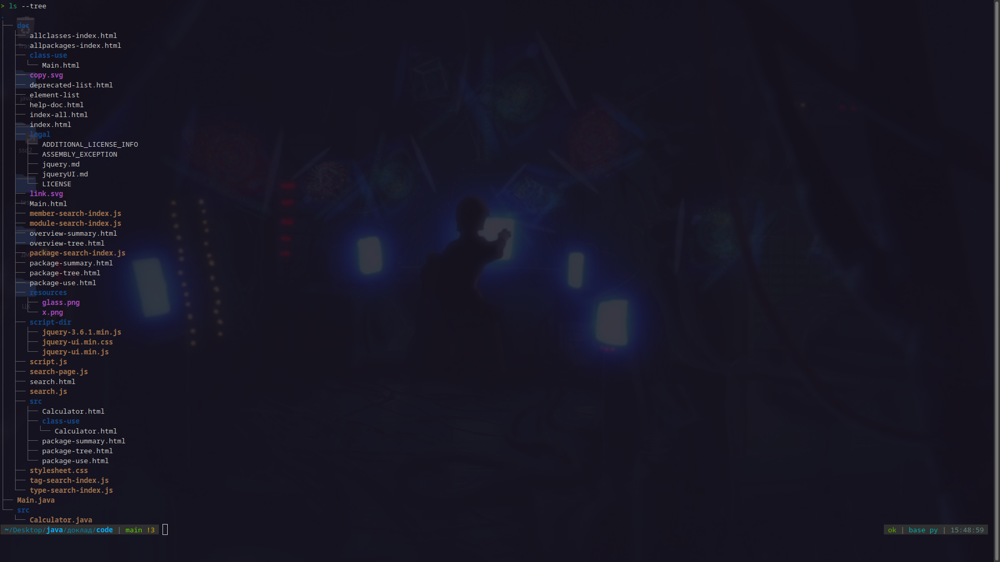 > ls --tree
.
doc
allclasses-index.html
allpackages-index.html
class-use
Main.html
copy.svg
deprecated-list.html
element-list
help-doc.html
index-all.html
index.html
legal
ADDITIONAL_LICENSE_INFO
ASSEMBLY_EXCEPTION
jquery.md
jqueryUI.md
LICENSE
link.svg
Main.html
member-search-index.js
module-search-index.js
overview-summary.html
overview-tree.html
package-search-index.js
package-summary.html
package-tree.html
package-use.html
resources
glass.png
x.png
script-dir
jquery-3.6.1.min.js
jquery-ui.min.css
jquery-ui.min.js
script.js
search-page.js
search.html
search.js
src
Calculator.html
class-use
Calculator.html
package-summary.html
package-tree.html
package-use.html
stylesheet.css
tag-search-index.js
type-search-index.js
Main.java
src
Calculator.java
~/Desktop/java/доклад/code | main !3 ok | base py | 15:48:59
java
ssd2
ЦК